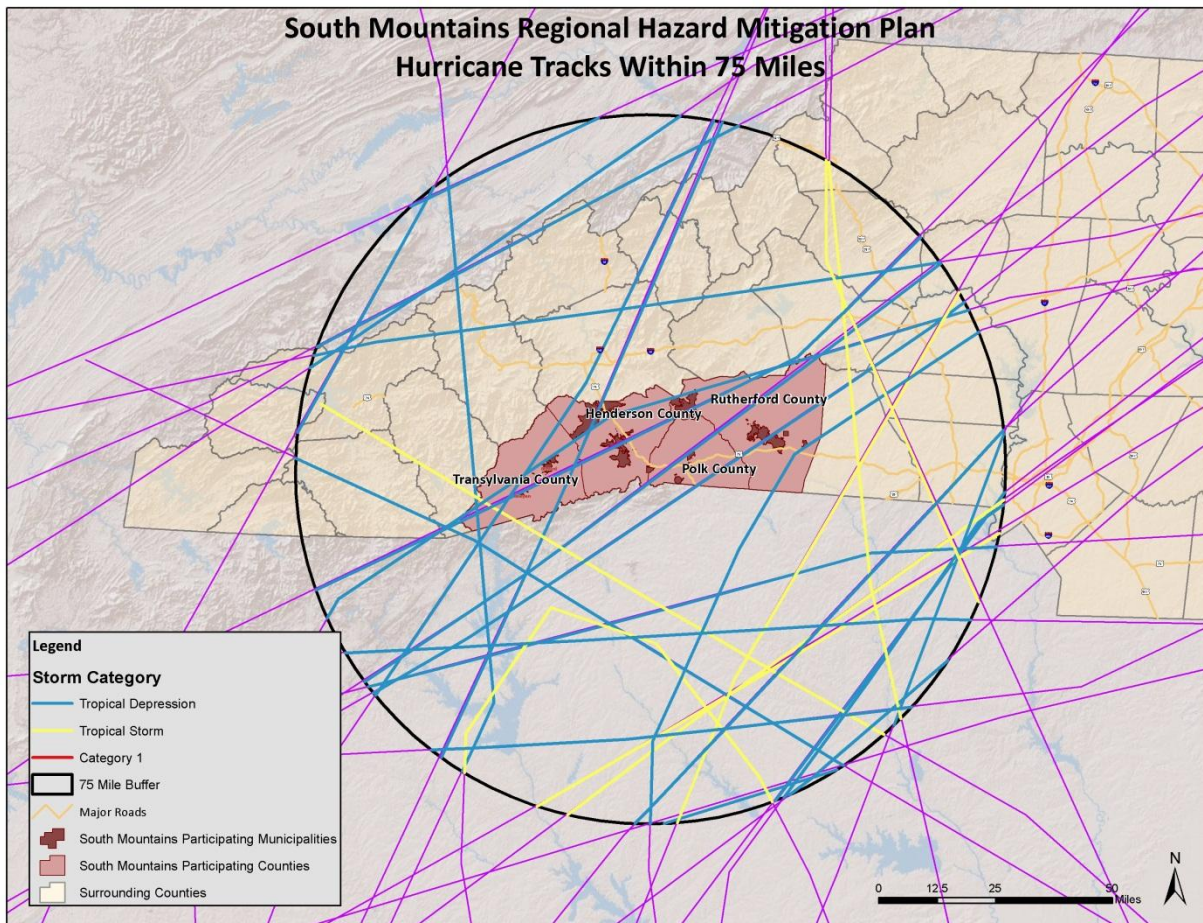 South Mountains Regional Hazard Mitigation Plan
Hurricane Tracks Within 75 Miles
Rutherford County
Henderson County
Polk County
Transylvania County
Legend
Storm Category
Tropical Depression
Tropical Storm
Category 1
75 Mile Buffer
Major Roads
South Mountains Participating Municipalities
South Mountains Participating Counties
Surrounding Counties
N
0 12.5 25 50
Miles